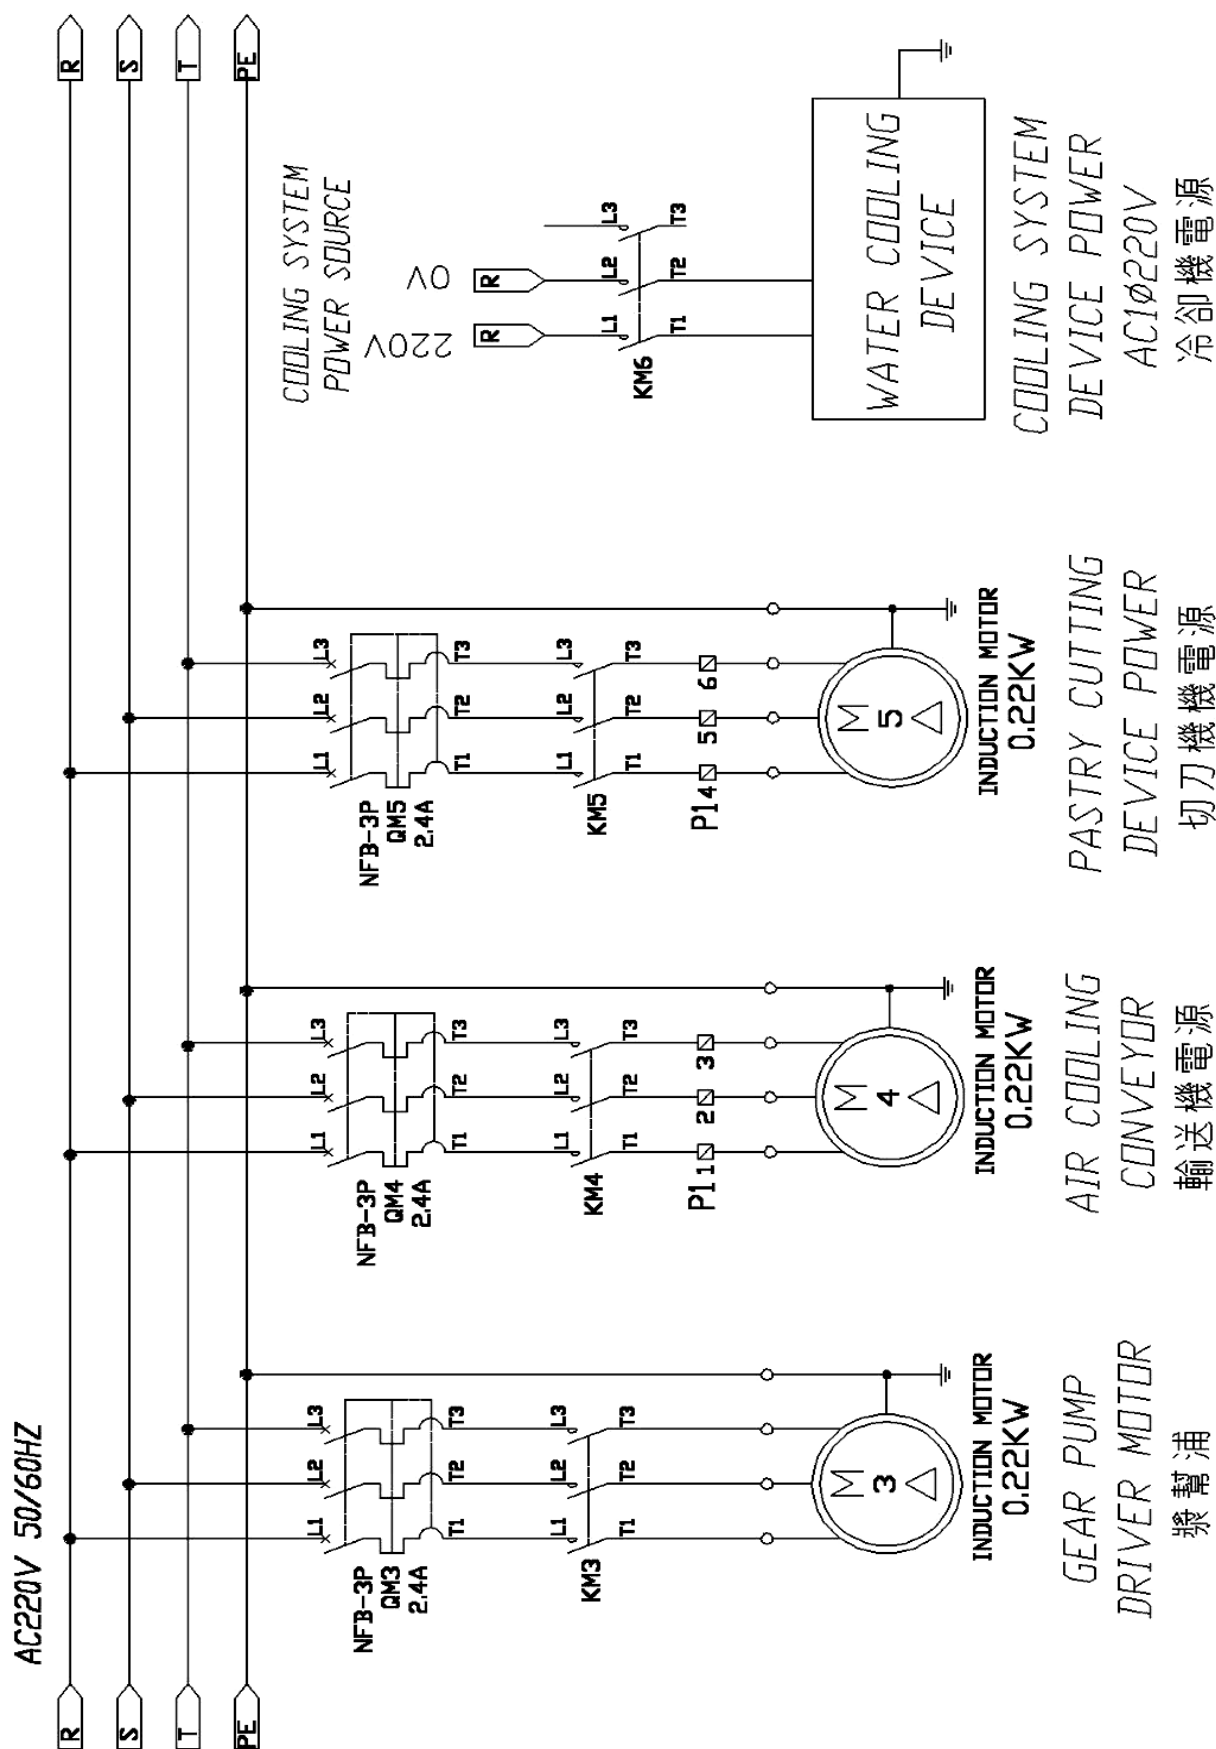 AC220V 50/60HZ
R
R
S
S
T
T
PE
PE
L1 L2 L3
NFB-3P
QM3
2.4A
T1 T2 T3
L1 L2 L3
KM3
T1 T2 T3
M
3
INDUCTION MOTOR
0.22KW
GEAR PUMP
DRIVER MOTOR
漿幫浦
L1 L2 L3
NFB-3P
QM4
2.4A
T1 T2 T3
L1 L2 L3
KM4
T1 T2 T3
P1 1 2 3
M
4
INDUCTION MOTOR
0.22KW
AIR COOLING
CONVEYOR
輸送機電源
L1 L2 L3
NFB-3P
QM5
2.4A
T1 T2 T3
L1 L2 L3
KM5
T1 T2 T3
P1 4 5 6
M
5
INDUCTION MOTOR
0.22KW
PASTRY CUTTING
DEVICE POWER
切刀機機電源
COOLING SYSTEM
POWER SOURCE
220V 0V
R R
L1 L2 L3
KM6
T1 T2 T3
WATER COOLING
DEVICE
COOLING SYSTEM
DEVICE POWER
AC1Ø220V
冷卻機電源